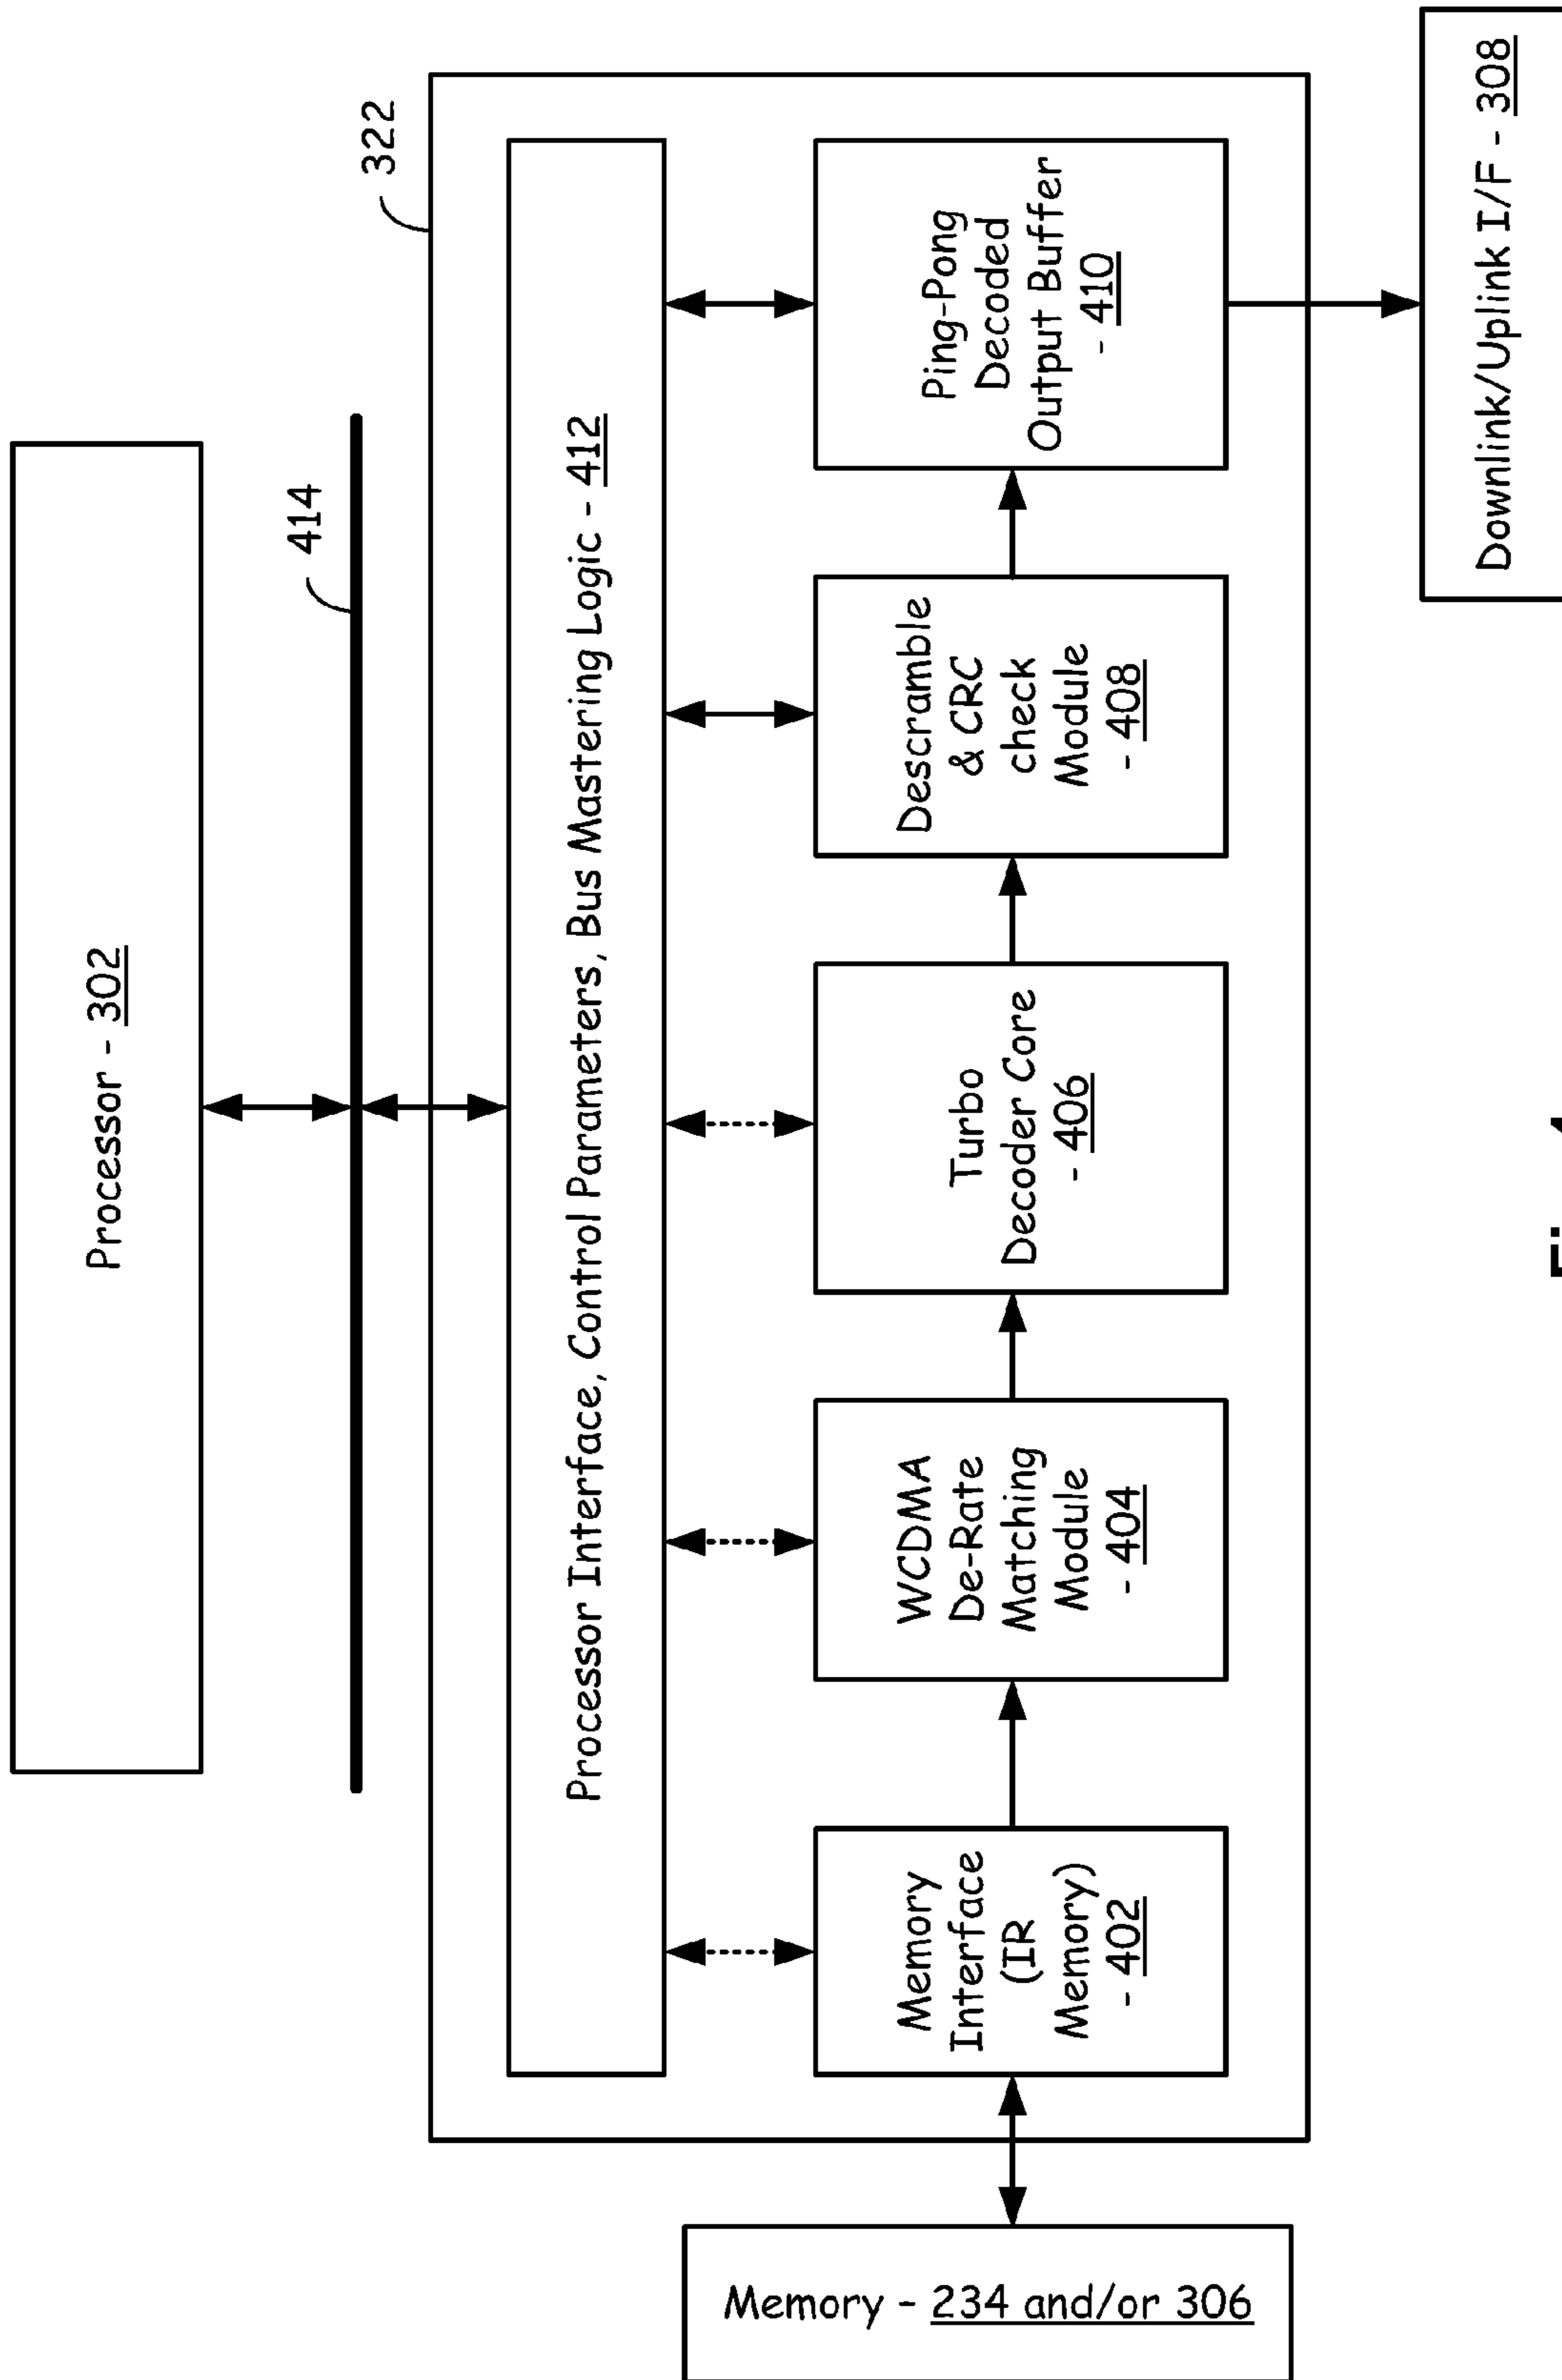 Processor - 302
414
322
Processor Interface, Control Parameters, Bus Mastering Logic - 412
Memory
Interface
(IR
Memory)
- 402
WCDMA
De-Rate
Matching
Module
- 404
Turbo
Decoder Core
- 406
Descramble
& CRC
check
Module
- 408
Ping-Pong
Decoded
Output Buffer
- 410
Memory - 234 and/or 306
Downlink/Uplink I/F - 308